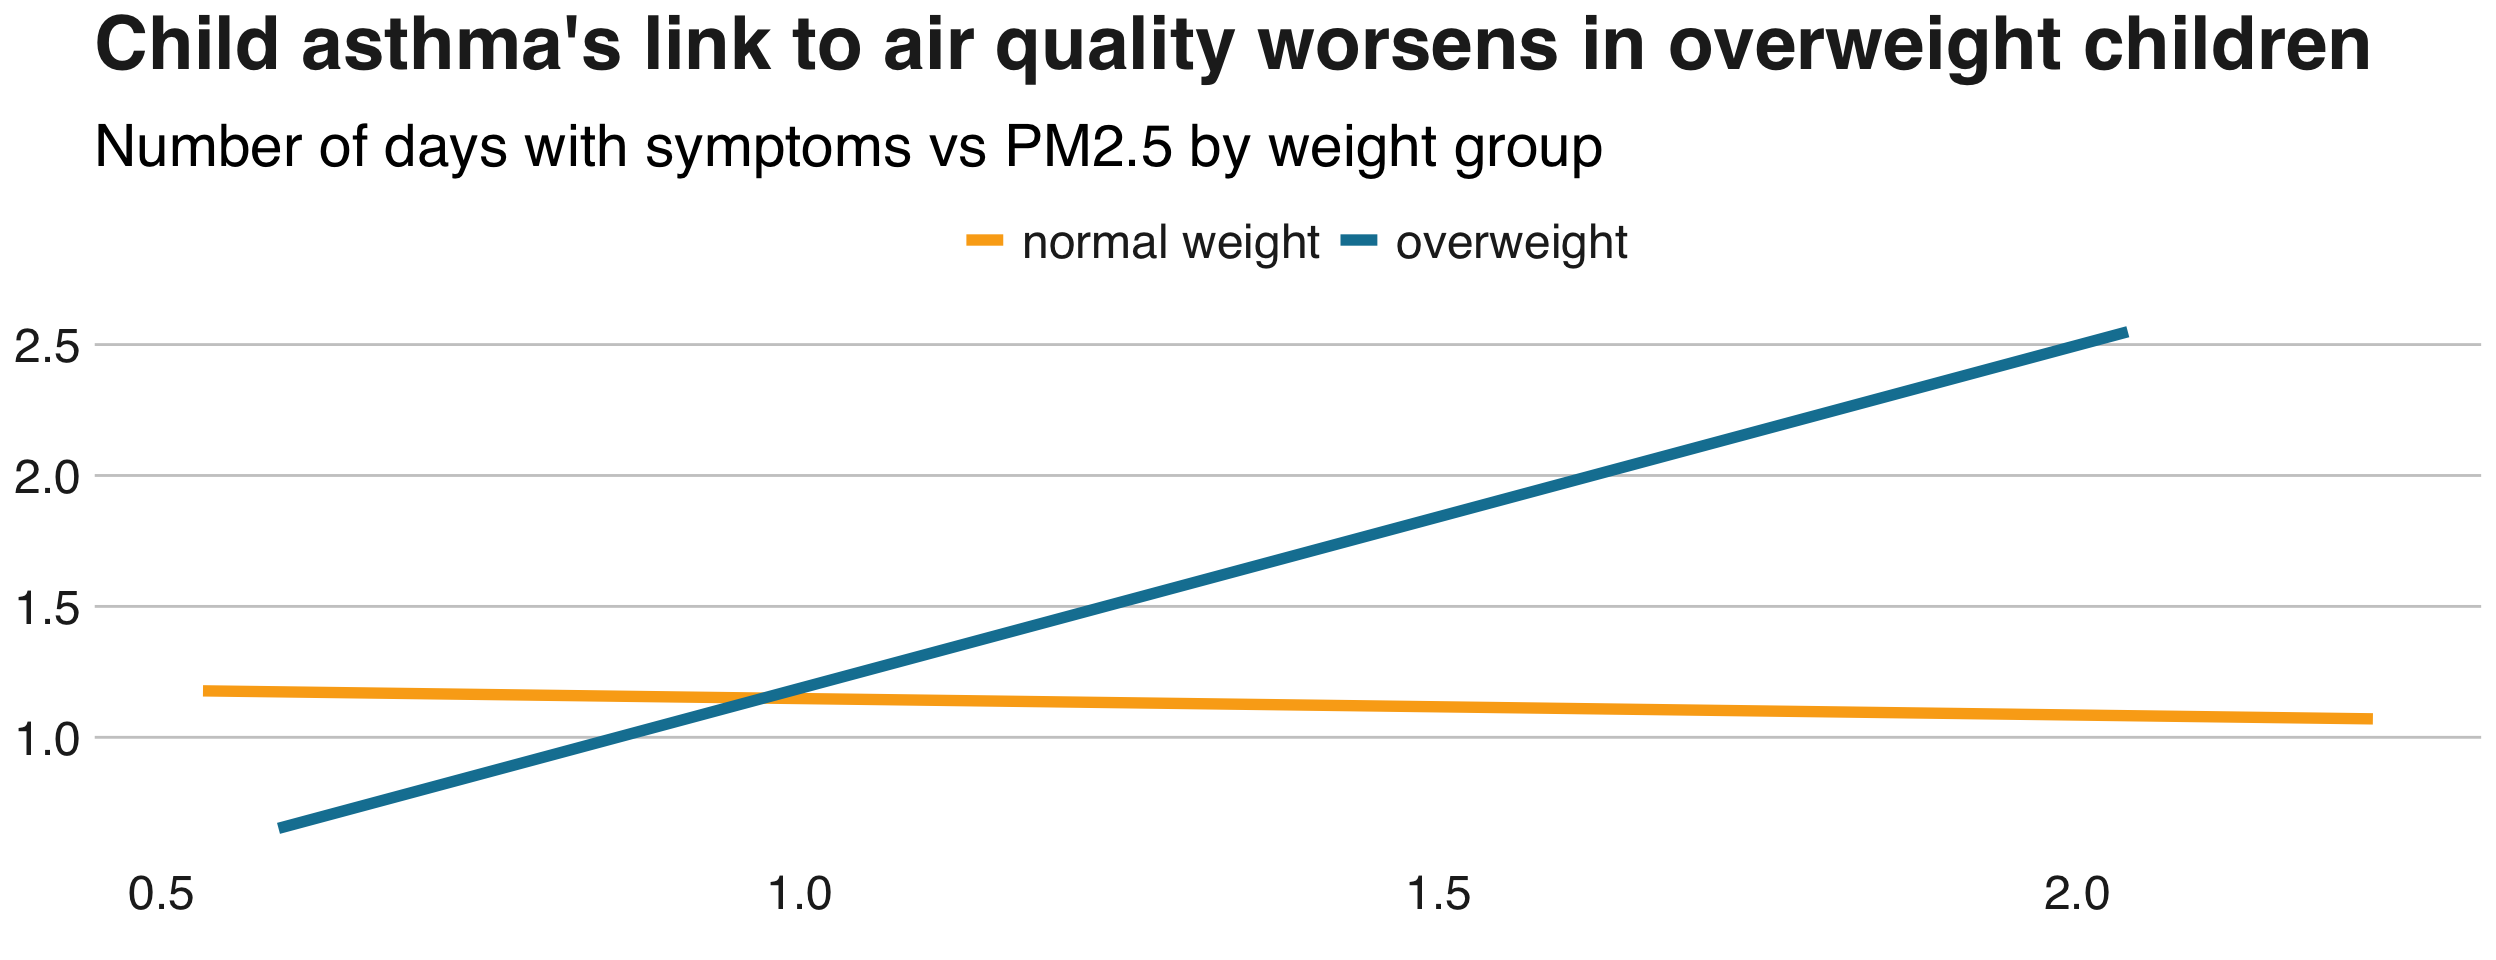 Child asthma's link to air quality worsens in overweight children
Number of days with symptoms vs PM2.5 by weight group
normal weight overweight
2.5
2.0
1.5
1.0
0.5 1.0 1.5 2.0